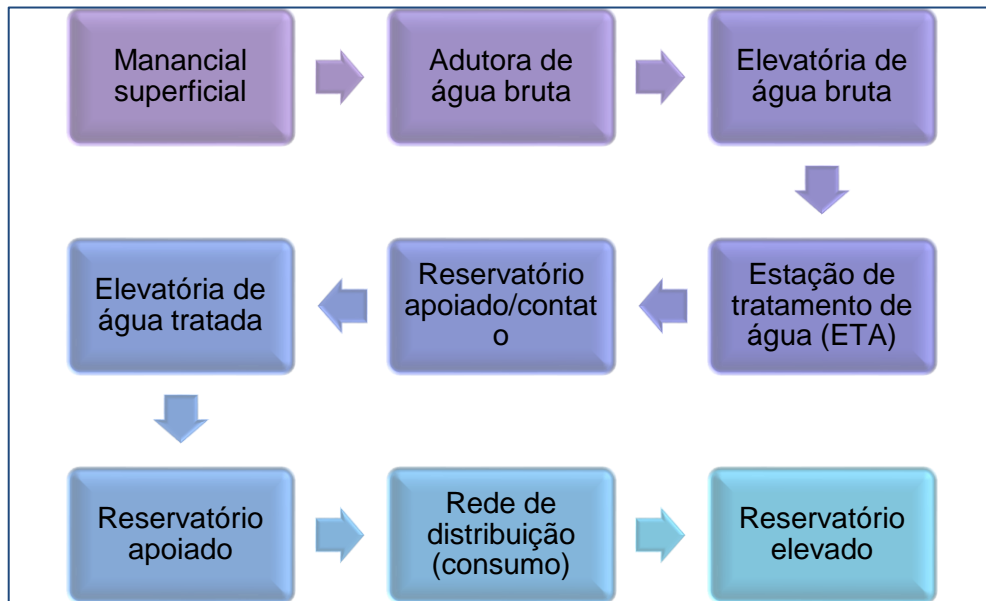 Manancial
superficial
Adutora de
água bruta
Elevatória de
água bruta
Estação de
tratamento de
água (ETA)
Reservatório
apoiado/contat
o
Elevatória de
água tratada
Reservatório
apoiado
Rede de
distribuição
(consumo)
Reservatório
elevado